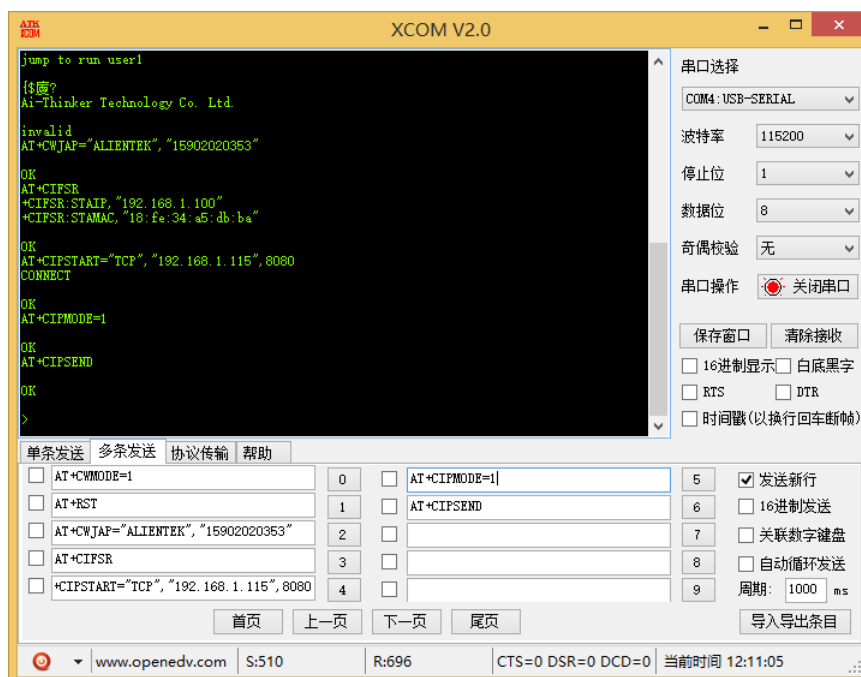 ATK
XCOM
XCOM V2.0
jump to run user1
{$廋?
Ai-Thinker Technology Co. Ltd.
invalid
AT+CWJAP="ALIENTEK","15902020353"
OK
AT+CIFSR
+CIFSR:STAIP,"192.168.1.100"
+CIFSR:STAMAC,"18:fe:34:a5:db:ba"
OK
AT+CIPSTART="TCP","192.168.1.115",8080
CONNECT
OK
AT+CIPMODE=1
OK
AT+CIPSEND
OK
>
串口选择
COM4:USB-SERIAL
波特率 115200
停止位 1
数据位 8
奇偶校验 无
串口操作 关闭串口
保存窗口 清除接收
16进制显示 白底黑字
RTS DTR
时间戳(以换行回车断帧)
单条发送 多条发送 协议传输 帮助
AT+CWMODE=1 0 AT+CIPMODE=1 5 发送新行
AT+RST 1 AT+CIPSEND 6 16进制发送
AT+CWJAP="ALIENTEK","15902020353" 2 7 关联数字键盘
AT+CIFSR 3 8 自动循环发送
+CIPSTART="TCP","192.168.1.115",8080 4 9 周期: 1000 ms
首页 上一页 下一页 尾页 导入导出条目
www.openedv.com S:510 R:696 CTS=0 DSR=0 DCD=0 当前时间 12:11:05